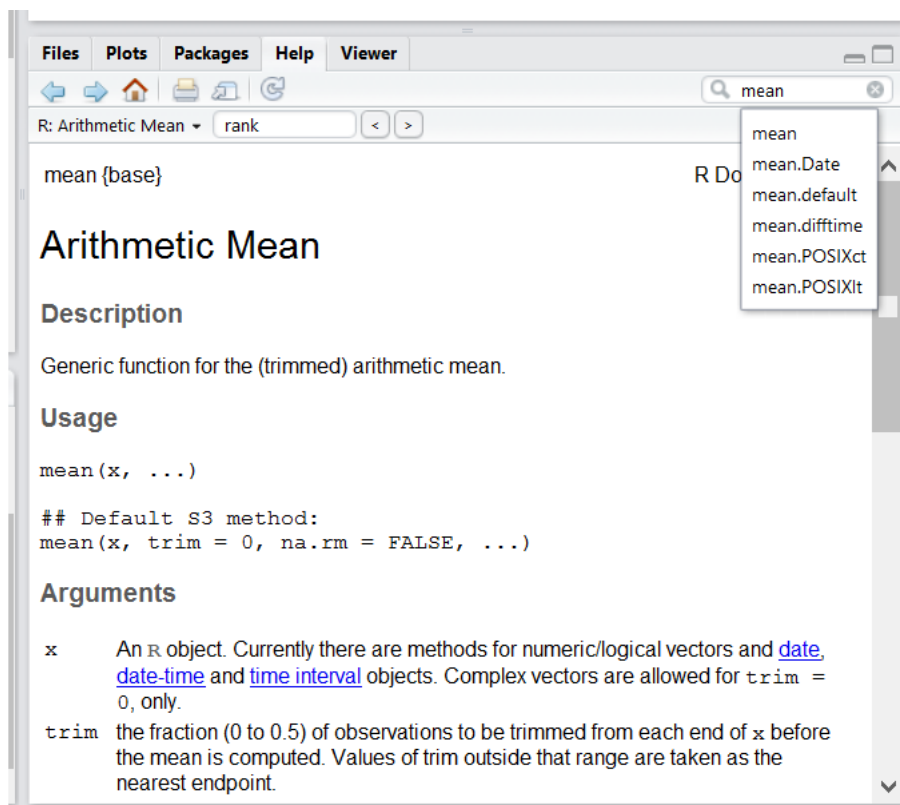 Files Plots Packages Help Viewer
mean
R: Arithmetic Mean rank < >
mean
mean.Date
mean.default
mean.difftime
mean.POSIXct
mean.POSIXlt
mean {base} R Do
Arithmetic Mean
Description
Generic function for the (trimmed) arithmetic mean.
Usage
mean(x, ...)
## Default S3 method:
mean(x, trim = 0, na.rm = FALSE, ...)
Arguments
x An R object. Currently there are methods for numeric/logical vectors and date,
date-time and time interval objects. Complex vectors are allowed for trim =
0, only.
trim the fraction (0 to 0.5) of observations to be trimmed from each end of x before
the mean is computed. Values of trim outside that range are taken as the
nearest endpoint.